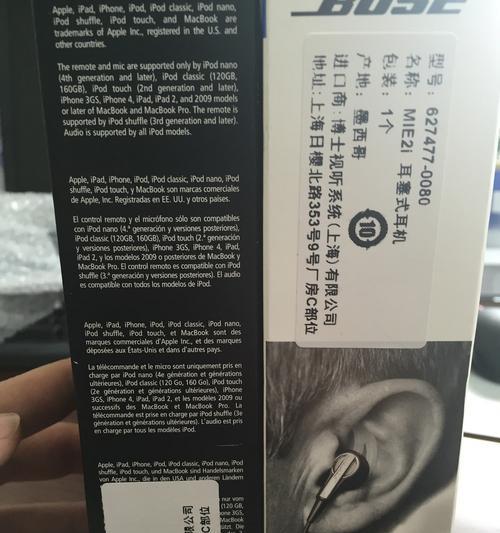 Apple, iPad, iPhone, iPod, iPod classic, iPod nano,
iPod shuffle, iPod touch, and MacBook are
trademarks of Apple Inc., registered in the U.S. and
other countries.
The remote and mic are supported only by iPod nano
(4th generation and later), iPod classic (120GB,
160GB), iPod touch (2nd generation and later),
iPhone 3GS, iPhone 4, iPad, iPad 2, and 2009 models
or later of MacBook and MacBook Pro. The remote is
supported by iPod shuffle (3rd generation and later).
Audio is supported by all iPod models.
Apple, iPad, iPhone, iPod, iPod classic, iPod nano, iPod
shuffle, iPod touch, y MacBook son marcas comerciales
de Apple, Inc. Registradas en EE. UU. y otros países.
El control remoto y el micrófono sólo son compatibles
con iPod nano (4.ª generación y versiones posteriores),
iPod classic (120GB, 160GB), iPod touch (2.ª generación
y versiones posteriores), iPhone 3GS, iPhone 4, iPad,
iPad 2, y los modelos 2009 o posteriores de MacBook y
MacBook Pro. El control remoto es compatible con iPod
shuffle (3.ª generación y versiones posteriores). El audio
es compatible con todos los modelos de iPod.
Apple, iPad, iPhone, iPod, iPod classic, iPod nano,
iPod shuffle, iPod touch, et MacBook sont des
marques commerciales d'Apple Inc., et des marques
déposées aux États-Unis et dans d'autres pays.
La télécommande et le micro sont uniquement pris en
charge par iPod nano (4e génération et générations
ultérieures), iPod classic (120 Go, 160 Go), iPod touch
(2e génération et générations ultérieures), iPhone
3GS, iPhone 4, iPad, iPad 2, et les modèles 2009 ou
successifs des MacBook et MacBook Pro. La
télécommande est prise en charge par iPod shuffle (3e
génération et générations ultérieures). L'audio est pris
en charge par tous les modèles iPod.
Apple, iPad, iPhone, iPod, iPod classic, iPod nano, iPod
shuffle, iPod touch, und MacBook sind Handelsmarken
von Apple Inc., die in den USA und anderen Ländern
nur vom
(120 GB,
one 3GS,
公司
C部位
BOSE
型号: 627477-0080
名称: MIE2i 耳塞式耳机
包装: 1个
产地: 墨西哥
进口商: 博士视听系统(上海)有限公司
地址: 上海日樱北路353号9号厂房C部位
10